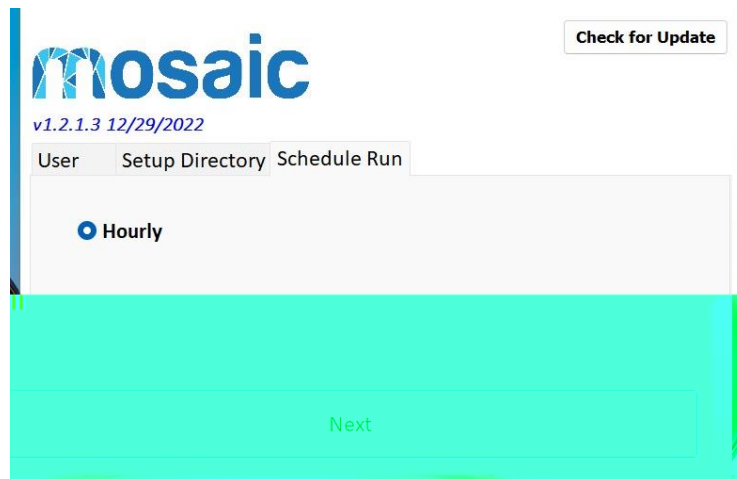 Check for Update
mosaic
v1.2.1.3 12/29/2022
User Setup Directory Schedule Run
Hourly
Next